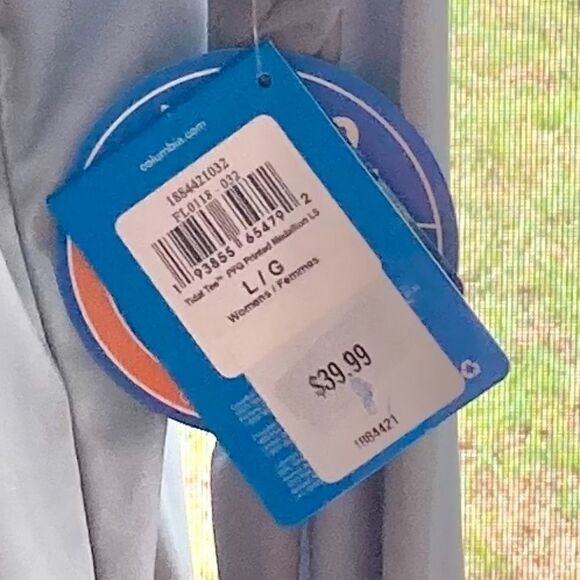 columbia.com
1884421032
FL0118 - 032
1 93855 65479 2
Tidal Tee™ PFG Printed Medallion LS
L / G
Womens / Femmes
$39.99
1884421